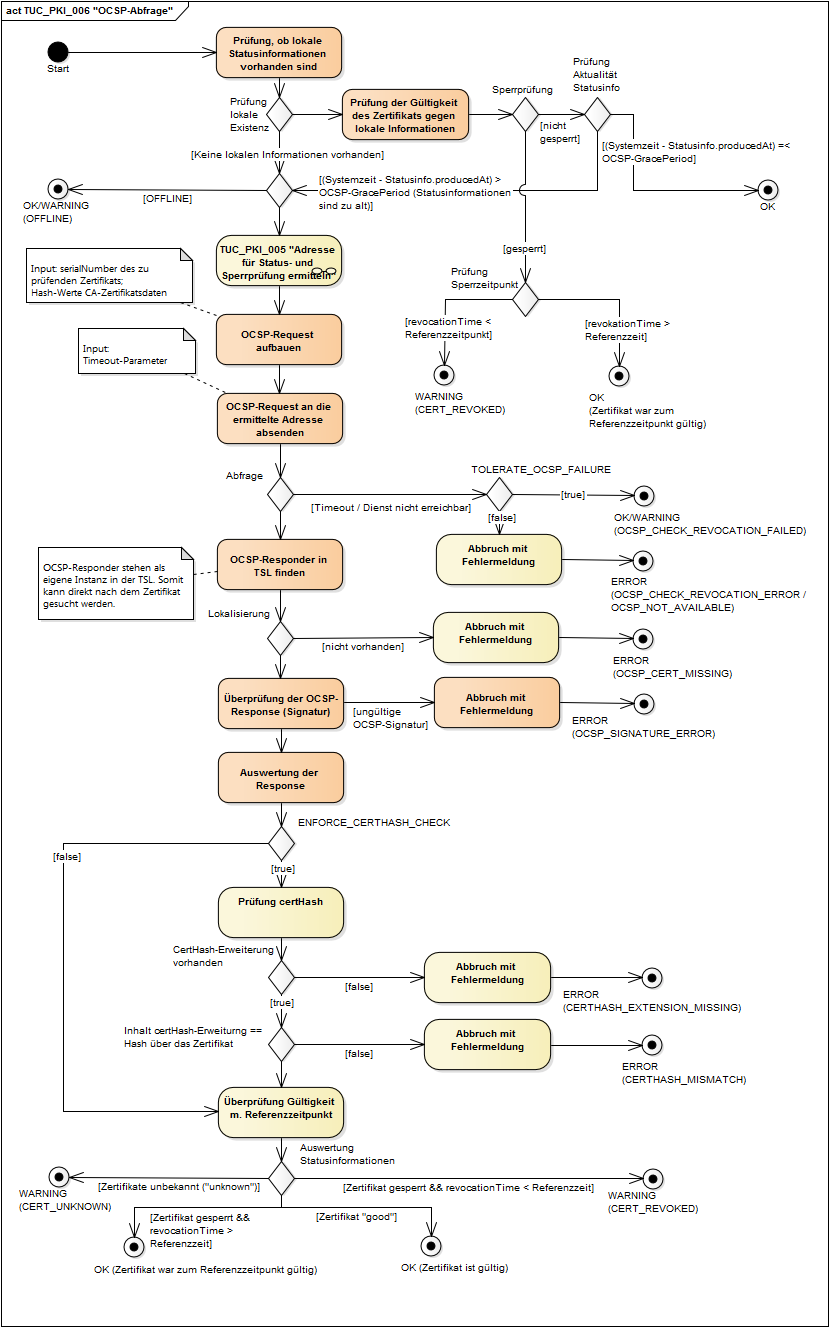 act TUC_PKI_006 "OCSP-Abfrage"
Start
Prüfung, ob lokale
Statusinformationen
vorhanden sind
Prüfung
lokale
Existenz
Prüfung der Gültigkeit
des Zertifikats gegen
lokale Informationen
Sperrprüfung
[nicht
gesperrt]
Prüfung
Aktualität
Statusinfo
[(Systemzeit - Statusinfo.producedAt) =<
OCSP-GracePeriod]
OK
[Keine lokalen Informationen vorhanden]
[(Systemzeit - Statusinfo.producedAt) >
OCSP-GracePeriod (Statusinformationen
sind zu alt)]
[OFFLINE]
OK/WARNING
(OFFLINE)
TUC_PKI_005 "Adresse
für Status- und
Sperrprüfung ermitteln"
[gesperrt]
Prüfung
Sperrzeitpunkt
[revocationTime <
Referenzzeitpunkt]
[revokationTime >
Referenzzeit]
WARNING
(CERT_REVOKED)
OK
(Zertifikat war zum
Referenzzeitpunkt gültig)
Input: serialNumber des zu
prüfenden Zertifikats;
Hash-Werte CA-Zertifikatsdaten
OCSP-Request
aufbauen
Input:
Timeout-Parameter
OCSP-Request an die
ermittelte Adresse
absenden
Abfrage
[Timeout / Dienst nicht erreichbar]
TOLERATE_OCSP_FAILURE
[true]
OK/WARNING
(OCSP_CHECK_REVOCATION_FAILED)
[false]
Abbruch mit
Fehlermeldung
ERROR
(OCSP_CHECK_REVOCATION_ERROR /
OCSP_NOT_AVAILABLE)
OCSP-Responder stehen als
eigene Instanz in der TSL. Somit
kann direkt nach dem Zertifikat
gesucht werden.
OCSP-Responder in
TSL finden
Lokalisierung
[nicht vorhanden]
Abbruch mit
Fehlermeldung
ERROR
(OCSP_CERT_MISSING)
Überprüfung der OCSP-
Response (Signatur)
[ungültige
OCSP-Signatur]
Abbruch mit
Fehlermeldung
ERROR
(OCSP_SIGNATURE_ERROR)
Auswertung der
Response
ENFORCE_CERTHASH_CHECK
[false]
[true]
Prüfung certHash
CertHash-Erweiterung
vorhanden
[false]
Abbruch mit
Fehlermeldung
ERROR
(CERTHASH_EXTENSION_MISSING)
[true]
Inhalt certHash-Erweiturng ==
Hash über das Zertifikat
[false]
Abbruch mit
Fehlermeldung
ERROR
(CERTHASH_MISMATCH)
Überprüfung Gültigkeit
m. Referenzzeitpunkt
Auswertung
Statusinformationen
[Zertifikate unbekannt ("unknown")]
WARNING
(CERT_UNKNOWN)
[Zertifikat gesperrt && revocationTime < Referenzzeit]
WARNING
(CERT_REVOKED)
[Zertifikat gesperrt &&
revocationTime >
Referenzzeit]
[Zertifikat "good"]
OK (Zertifikat war zum Referenzzeitpunkt gültig)
OK (Zertifikat ist gültig)